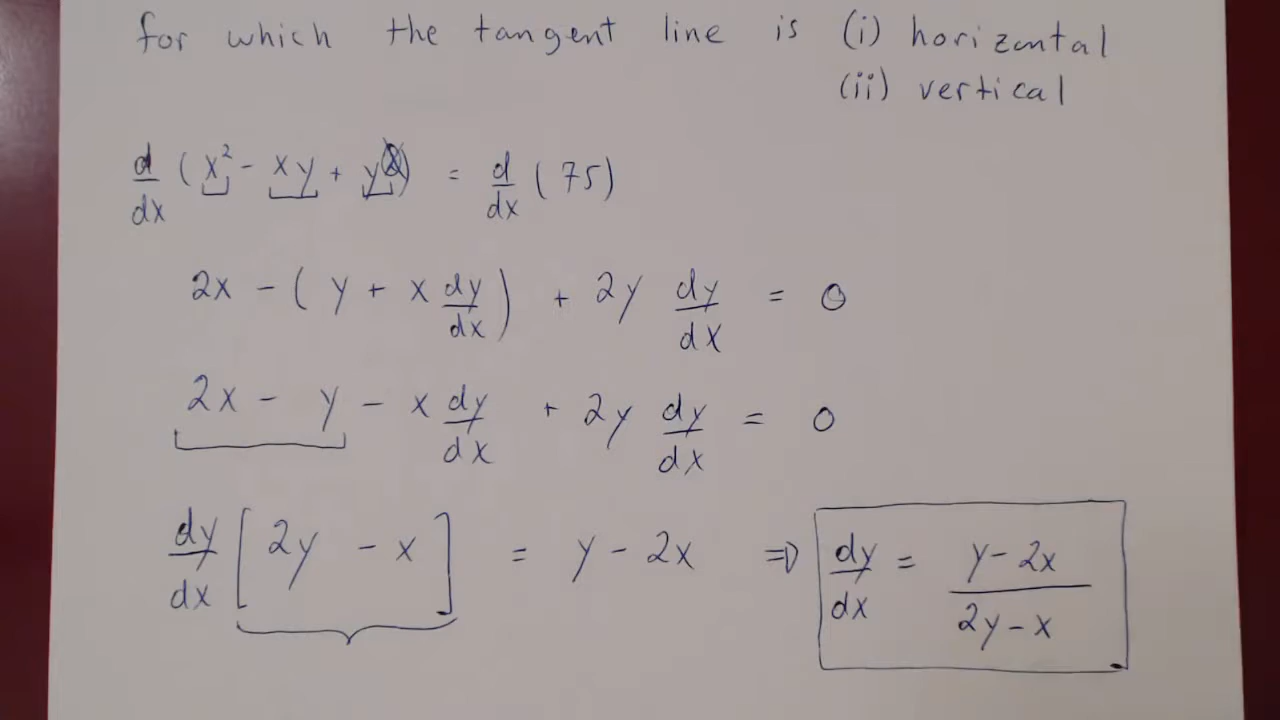 for which the tangent line is (i) horizontal
(ii) vertical
d/dx (x² - xy + y²) = d/dx (75)
2x - (y + x dy/dx) + 2y dy/dx = 0
2x - y - x dy/dx + 2y dy/dx = 0
dy/dx [2y - x] = y - 2x ⇒ dy/dx = (y - 2x)/(2y - x)